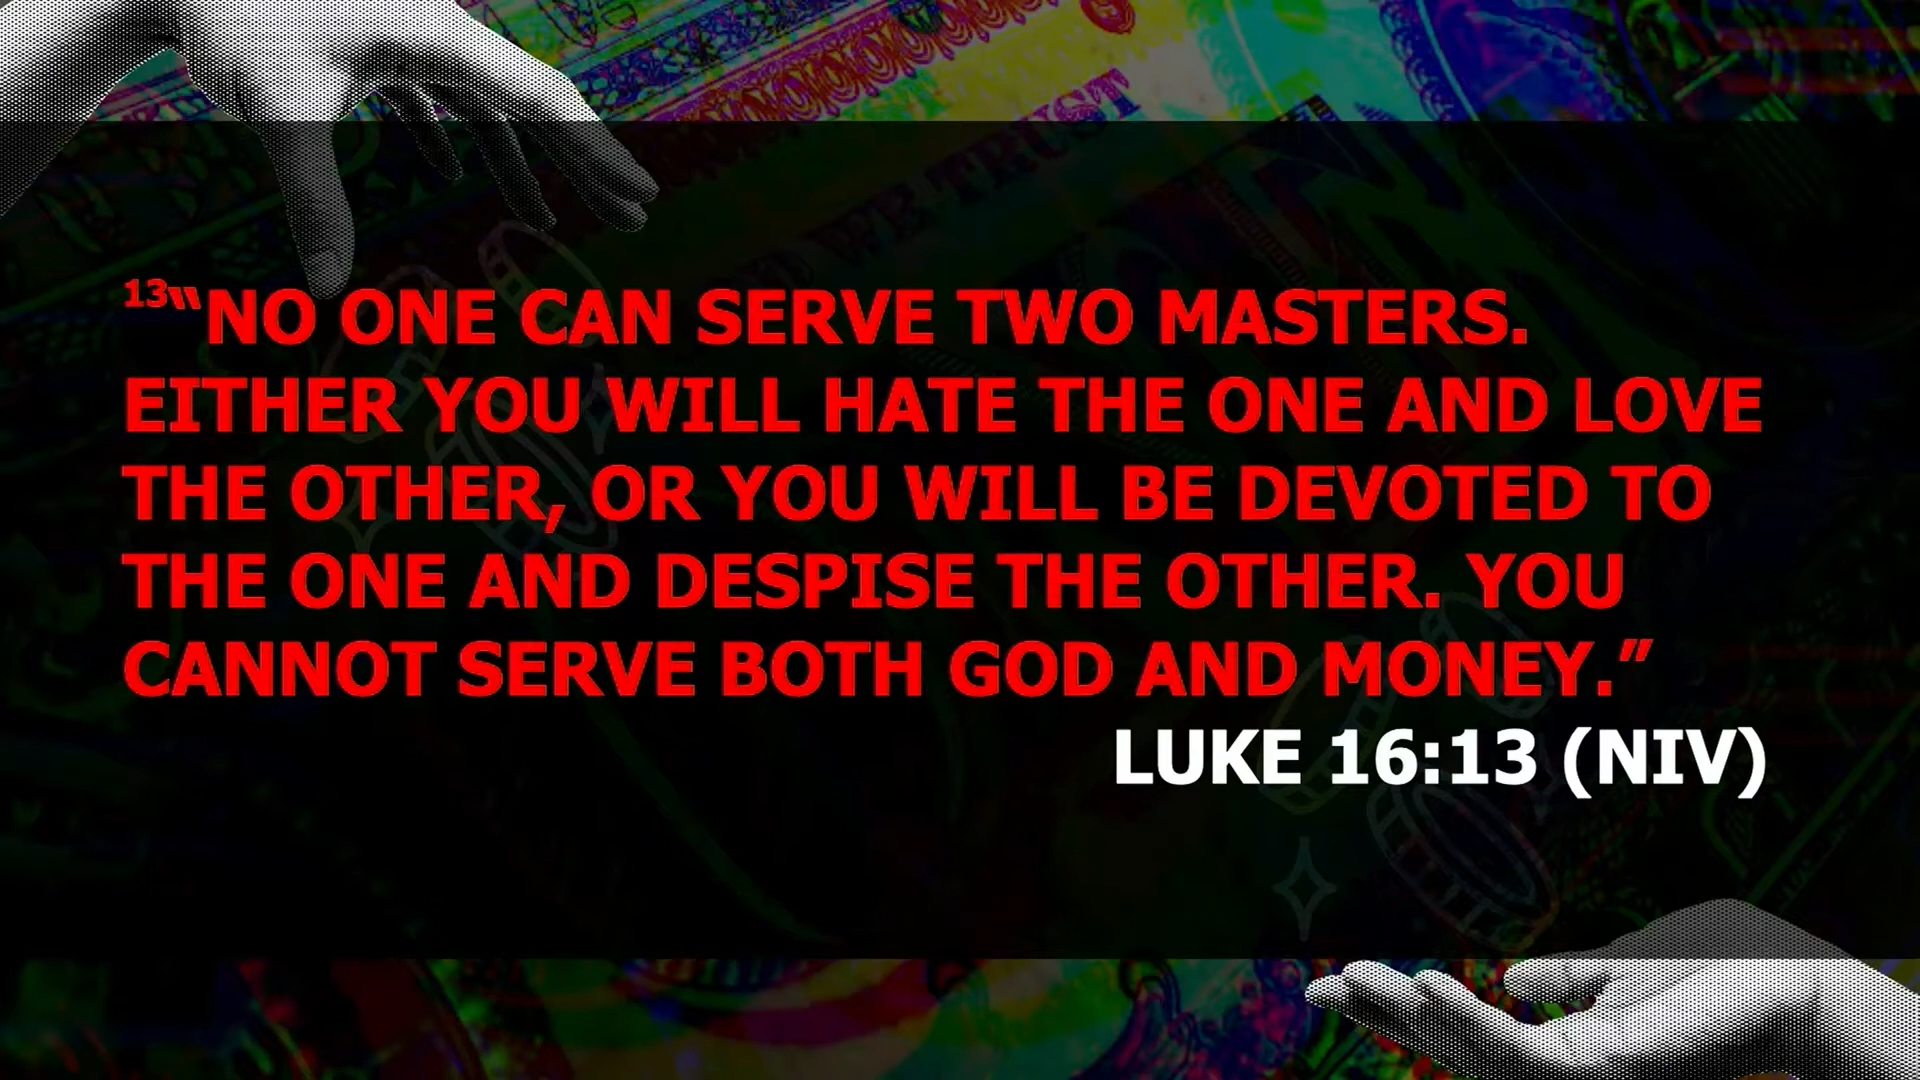 WE TRUST
¹³“NO ONE CAN SERVE TWO MASTERS.
EITHER YOU WILL HATE THE ONE AND LOVE
THE OTHER, OR YOU WILL BE DEVOTED TO
THE ONE AND DESPISE THE OTHER. YOU
CANNOT SERVE BOTH GOD AND MONEY.”
LUKE 16:13 (NIV)